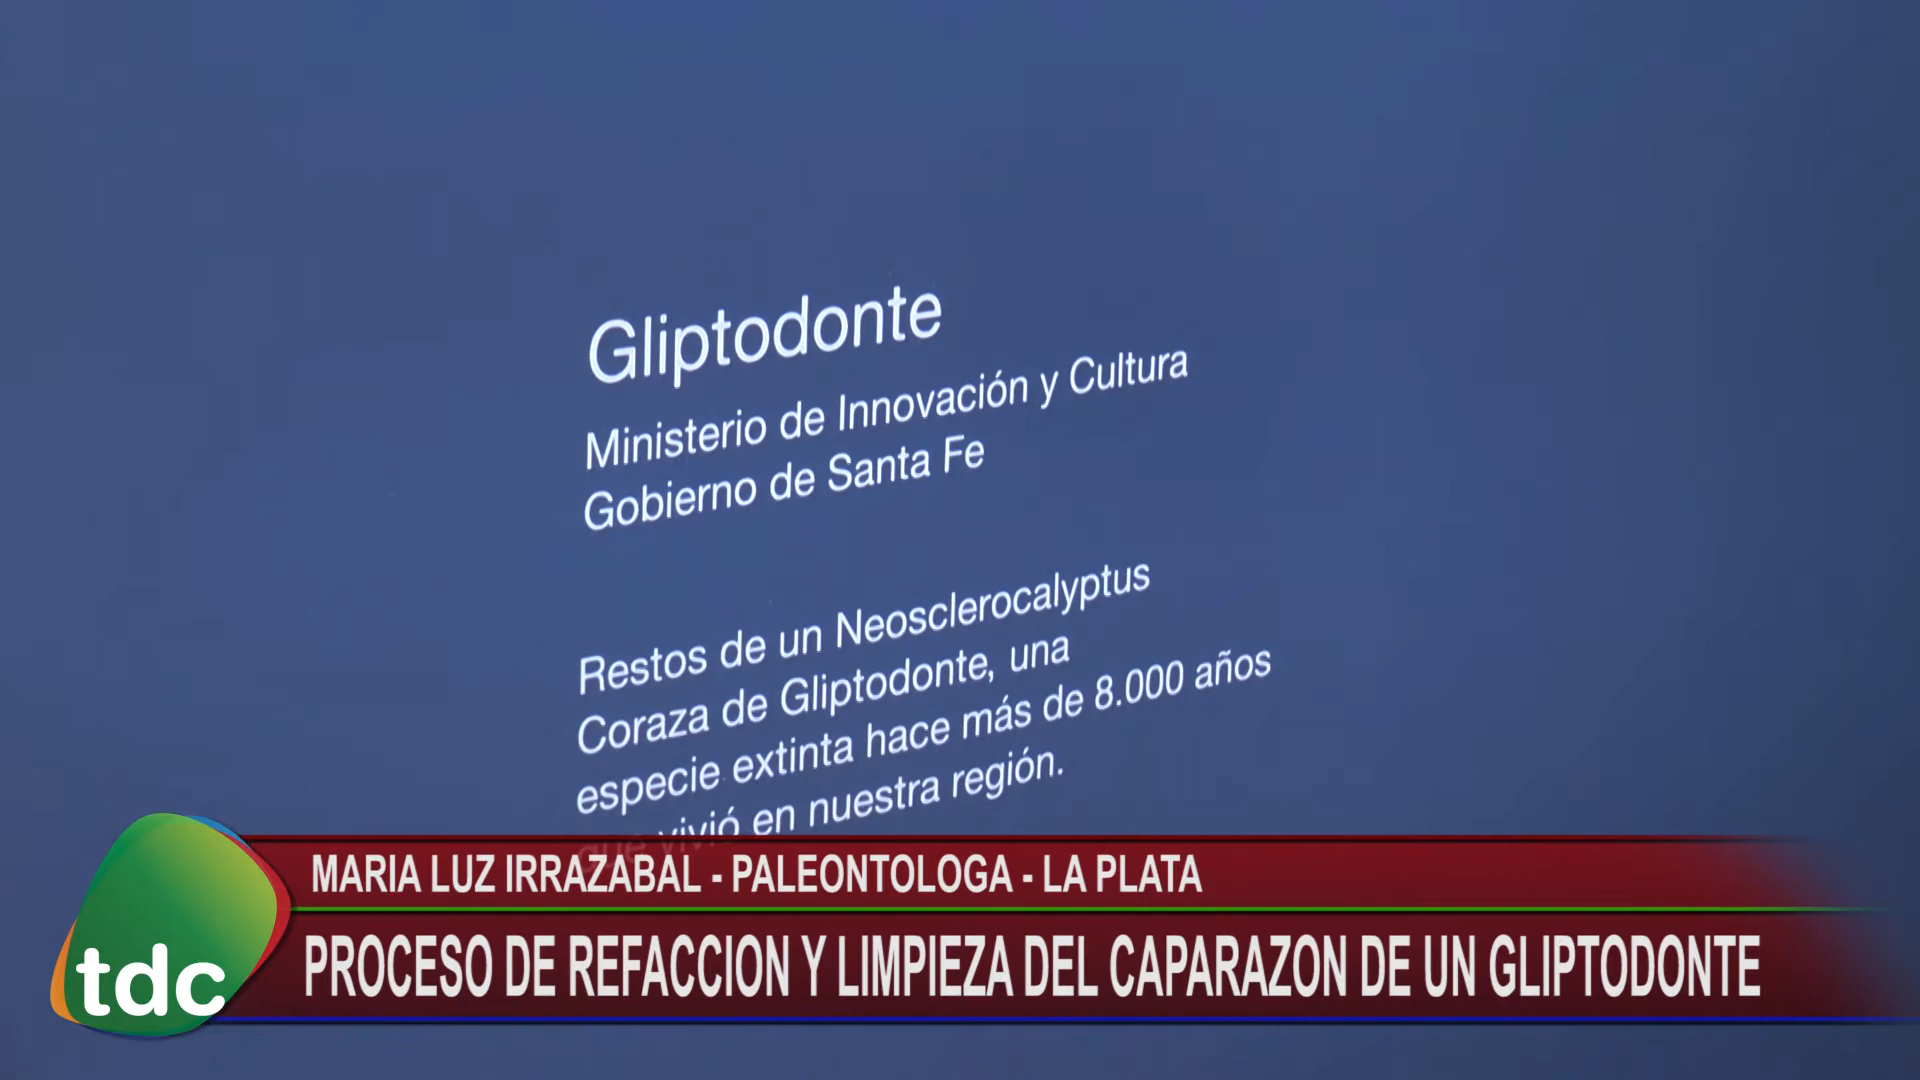 Gliptodonte
Ministerio de Innovación y Cultura
Gobierno de Santa Fe
Restos de un Neosclerocalyptus
Coraza de Gliptodonte, una
especie extinta hace más de 8.000 años
que vivió en nuestra región.
MARIA LUZ IRRAZABAL - PALEONTOLOGA - LA PLATA
PROCESO DE REFACCION Y LIMPIEZA DEL CAPARAZON DE UN GLIPTODONTE
tdc